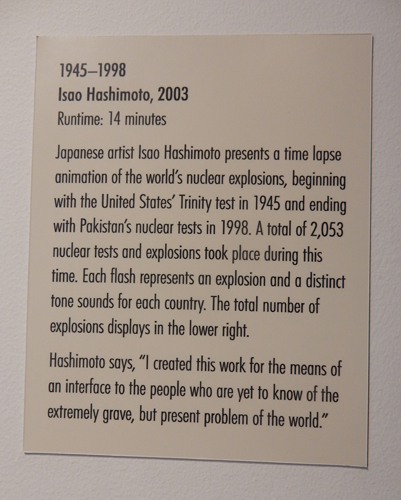 1945–1998
Isao Hashimoto, 2003
Runtime: 14 minutes
Japanese artist Isao Hashimoto presents a time lapse
animation of the world's nuclear explosions, beginning
with the United States' Trinity test in 1945 and ending
with Pakistan's nuclear tests in 1998. A total of 2,053
nuclear tests and explosions took place during this
time. Each flash represents an explosion and a distinct
tone sounds for each country. The total number of
explosions displays in the lower right.
Hashimoto says, "I created this work for the means of
an interface to the people who are yet to know of the
extremely grave, but present problem of the world."